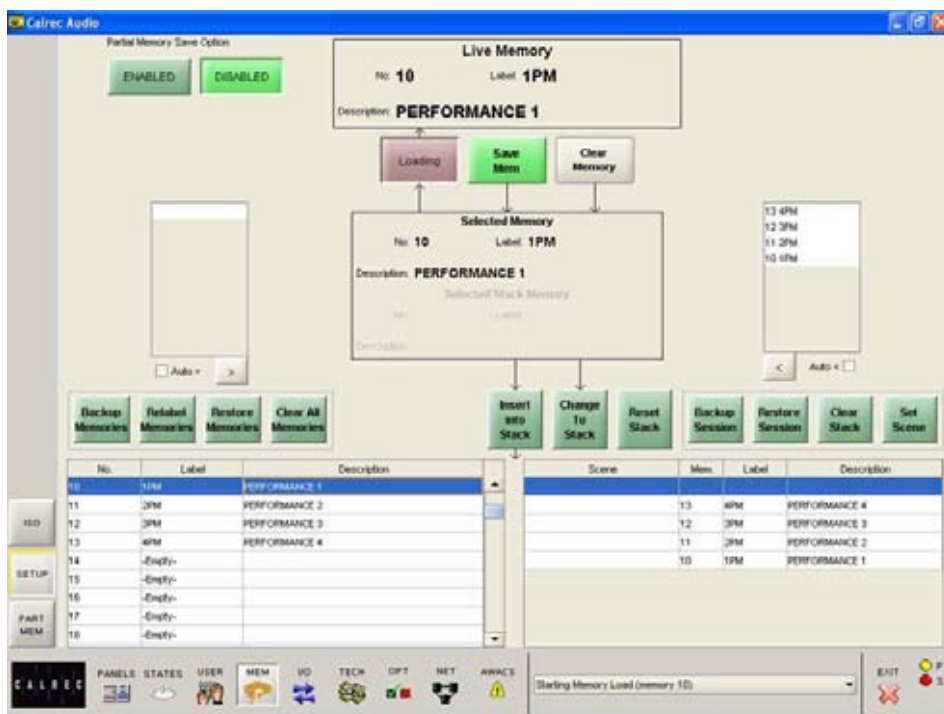 Calrec Audio
Partial Memory Save Option
ENABLED DISABLED
Live Memory
No: 10 Label: 1PM
Description: PERFORMANCE 1
Loading
Save Mem
Clear Memory
Selected Memory
No: 10 Label: 1PM
Description: PERFORMANCE 1
Selected Stack Memory
No: Label:
Description:
13 4PM
12 3PM
11 2PM
10 1PM
Auto >
>
<
Auto <
Backup Memories
Relabel Memories
Restore Memories
Clear All Memories
Insert Into Stack
Change To Stack
Reset Stack
Backup Session
Restore Session
Clear Stack
Set Scene
No. Label Description
10 1PM PERFORMANCE 1
11 2PM PERFORMANCE 2
12 3PM PERFORMANCE 3
13 4PM PERFORMANCE 4
14 -Empty-
15 -Empty-
16 -Empty-
17 -Empty-
18 -Empty-
Scene Mem. Label Description
13 4PM PERFORMANCE 4
12 3PM PERFORMANCE 3
11 2PM PERFORMANCE 2
10 1PM PERFORMANCE 1
ISO
SETUP
PART MEM
CALREC
PANELS STATES USER MEM I/O TECH OPT NET AWACS
Starting Memory Load (memory 10)
EXIT
P
S